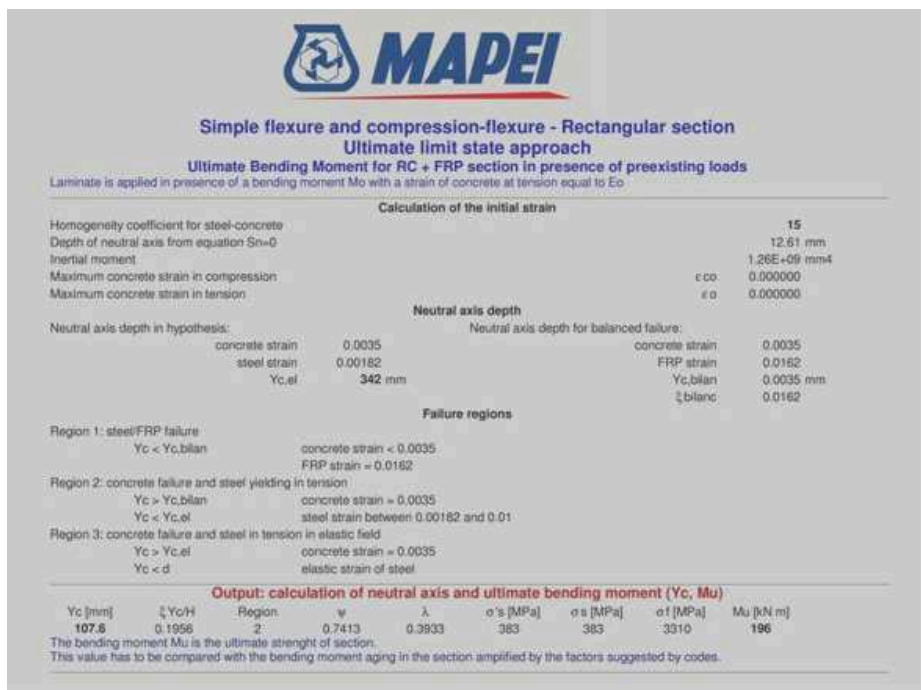 MAPEI
Simple flexure and compression-flexure - Rectangular section
Ultimate limit state approach
Ultimate Bending Moment for RC + FRP section in presence of preexisting loads
Laminate is applied in presence of a bending moment Mo with a strain of concrete at tension equal to Eo
Calculation of the initial strain
Homogeneity coefficient for steel-concrete 15
Depth of neutral axis from equation Sn=0 12.61 mm
Inertial moment 1.26E+09 mm4
Maximum concrete strain in compression ε co 0.000000
Maximum concrete strain in tension ε o 0.000000
Neutral axis depth
Neutral axis depth in hypothesis: Neutral axis depth for balanced failure:
concrete strain 0.0035 concrete strain 0.0035
steel strain 0.00182 FRP strain 0.0162
Yc,el 342 mm Yc,bilan 0.0035 mm
ξ bilanc 0.0162
Failure regions
Region 1: steel/FRP failure
Yc < Yc,bilan concrete strain < 0.0035
FRP strain = 0.0162
Region 2: concrete failure and steel yielding in tension
Yc > Yc,bilan concrete strain = 0.0035
Yc < Yc,el steel strain between 0.00182 and 0.01
Region 3: concrete failure and steel in tension in elastic field
Yc > Yc,el concrete strain = 0.0035
Yc < d elastic strain of steel
Output: calculation of neutral axis and ultimate bending moment (Yc, Mu)
Yc [mm] ξ Yc/H Region ψ λ σ's [MPa] σ s [MPa] σ f [MPa] Mu [kN m]
107.6 0.1956 2 0.7413 0.3933 383 383 3310 196
The bending moment Mu is the ultimate strenght of section.
This value has to be compared with the bending moment aging in the section amplified by the factors suggested by codes.